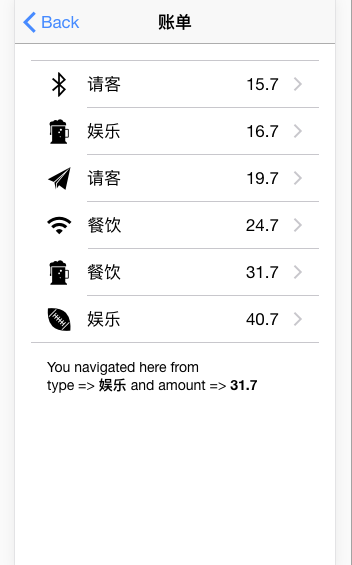 Back 账单
请客 15.7
娱乐 16.7
请客 19.7
餐饮 24.7
餐饮 31.7
娱乐 40.7
You navigated here from
type => 娱乐 and amount => 31.7